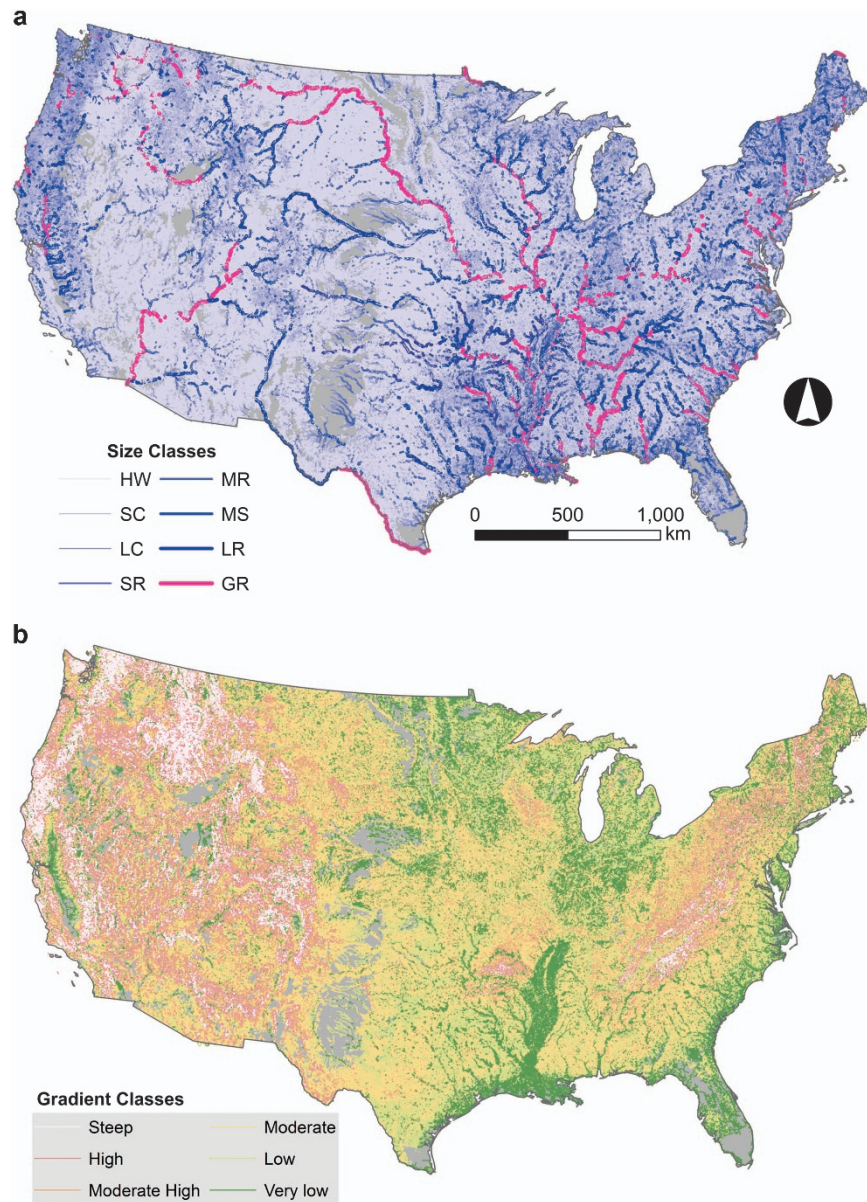 a
Size Classes
HW MR
SC MS
LC LR
SR GR
0 500 1,000
km
b
Gradient Classes
Steep Moderate
High Low
Moderate High Very low